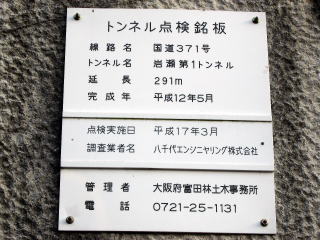 トンネル点検銘板
線路名 国道371号
トンネル名 岩瀬第1トンネル
延長 291m
完成年 平成12年5月
点検実施日 平成17年3月
調査業者名 八千代エンジニヤリング株式会社
管理者 大阪府富田林土木事務所
電話 0721-25-1131